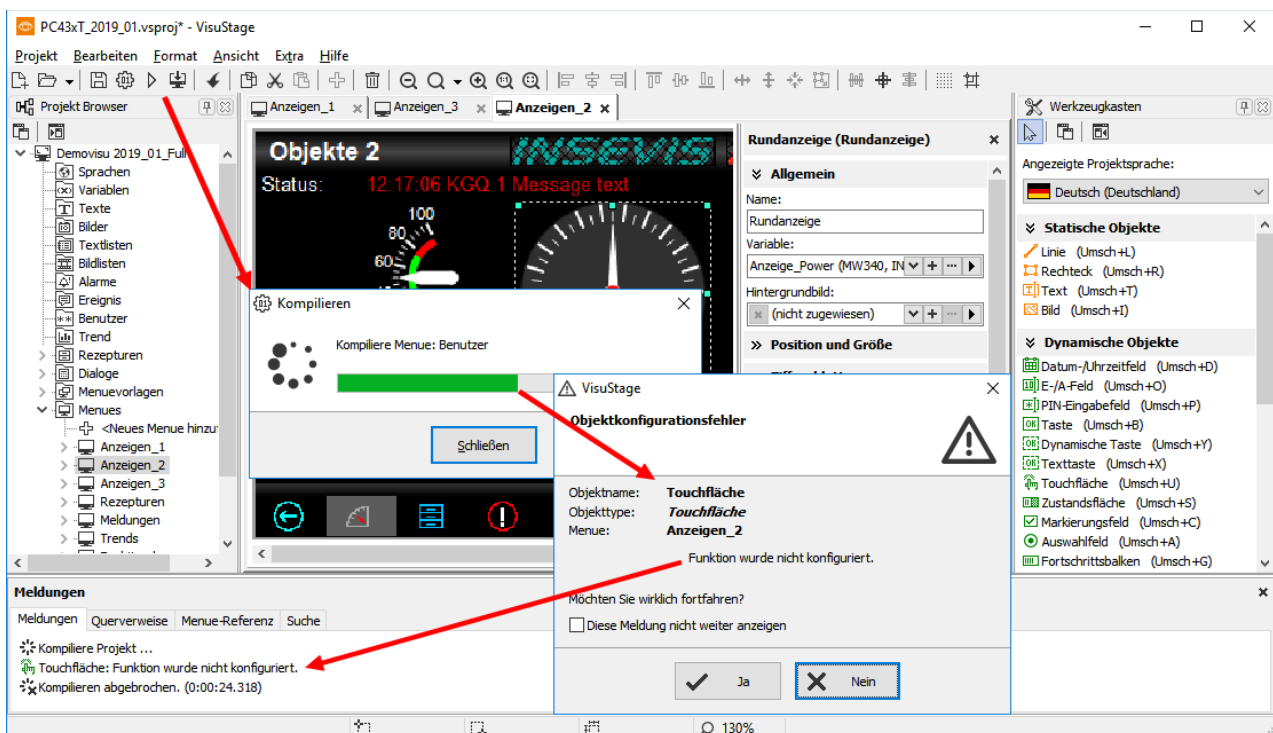 PC43xT_2019_01.vsproj* - VisuStage
Projekt Bearbeiten Format Ansicht Extra Hilfe
Projekt Browser
Demovisu 2019_01_Full
Sprachen
Variablen
Texte
Bilder
Textlisten
Bildlisten
Alarme
Ereignis
Benutzer
Trend
Rezepturen
Dialoge
Menuevorlagen
Menues
<Neues Menue hinzu
Anzeigen_1
Anzeigen_2
Anzeigen_3
Rezepturen
Meldungen
Trends
Anzeigen_1 Anzeigen_3 Anzeigen_2
Objekte 2 INSEVIS
Status: 12:17:06 KGQ 1 Message text
100
80
60
Rundanzeige (Rundanzeige)
Allgemein
Name:
Rundanzeige
Variable:
Anzeige_Power (MW340, IN
Hintergrundbild:
(nicht zugewiesen)
Position und Größe
Kompilieren
Kompiliere Menue: Benutzer
Schließen
VisuStage
Objektkonfigurationsfehler
Objektname: Touchfläche
Objekttype: Touchfläche
Menue: Anzeigen_2
Funktion wurde nicht konfiguriert.
Möchten Sie wirklich fortfahren?
Diese Meldung nicht weiter anzeigen
Ja Nein
Werkzeugkasten
Angezeigte Projektsprache:
Deutsch (Deutschland)
Statische Objekte
Linie (Umsch+L)
Rechteck (Umsch+R)
Text (Umsch+T)
Bild (Umsch+I)
Dynamische Objekte
Datum-/Uhrzeitfeld (Umsch+D)
E-/A-Feld (Umsch+O)
PIN-Eingabefeld (Umsch+P)
Taste (Umsch+B)
Dynamische Taste (Umsch+Y)
Texttaste (Umsch+X)
Touchfläche (Umsch+U)
Zustandsfläche (Umsch+S)
Markierungsfeld (Umsch+C)
Auswahlfeld (Umsch+A)
Fortschrittsbalken (Umsch+G)
Meldungen
Meldungen Querverweise Menue-Referenz Suche
Kompiliere Projekt ...
Touchfläche: Funktion wurde nicht konfiguriert.
Kompilieren abgebrochen. (0:00:24.318)
130%